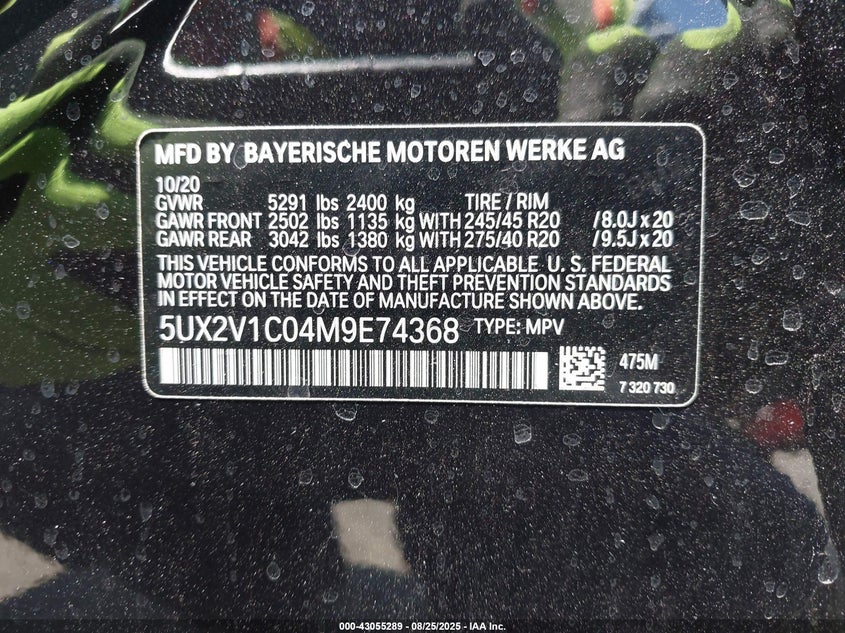 MFD BY BAYERISCHE MOTOREN WERKE AG
10/20
GVWR 5291 lbs 2400 kg TIRE / RIM
GAWR FRONT 2502 lbs 1135 kg WITH 245/45 R20 /8.0J x 20
GAWR REAR 3042 lbs 1380 kg WITH 275/40 R20 /9.5J x 20
THIS VEHICLE CONFORMS TO ALL APPLICABLE U. S. FEDERAL
MOTOR VEHICLE SAFETY AND THEFT PREVENTION STANDARDS
IN EFFECT ON THE DATE OF MANUFACTURE SHOWN ABOVE.
5UX2V1C04M9E74368 TYPE: MPV
475M
7 320 730
000-43055289 - 08/25/2025 - IAA Inc.